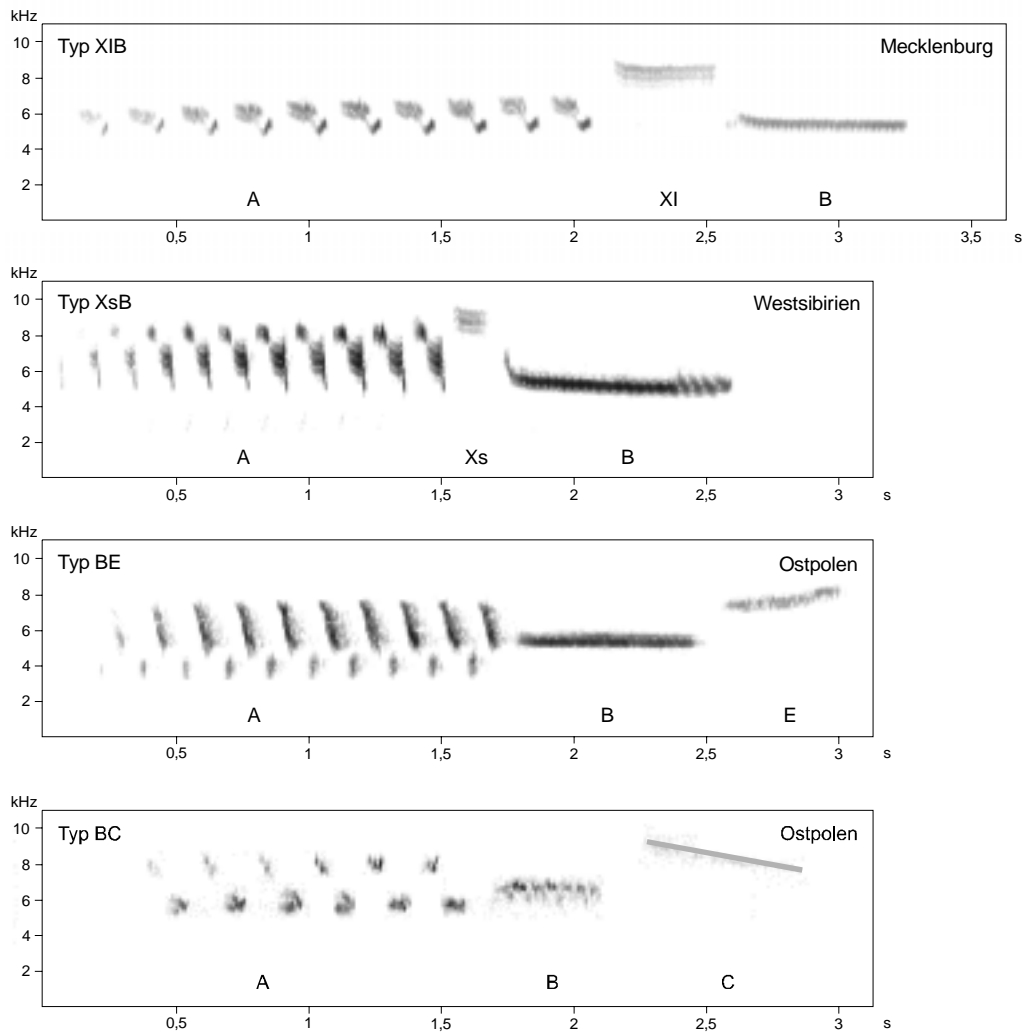 kHz
Typ XIB Mecklenburg
10
8
6
4
2
A XI B
0,5 1 1,5 2 2,5 3 3,5 s
kHz
Typ XsB Westsibirien
10
8
6
4
2
A Xs B
0,5 1 1,5 2 2,5 3 s
kHz
Typ BE Ostpolen
10
8
6
4
2
A B E
0,5 1 1,5 2 2,5 3 s
kHz
Typ BC Ostpolen
10
8
6
4
2
A B C
0,5 1 1,5 2 2,5 3 s